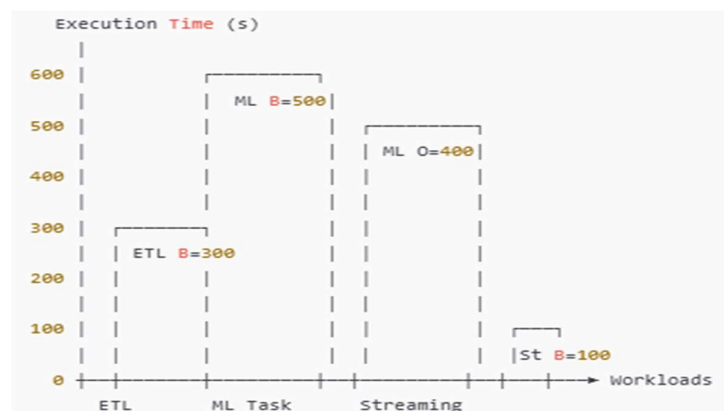 Execution Time (s)
600
ML B=500
500
ML O=400
400
300
ETL B=300
200
100
St B=100
0
Workloads
ETL ML Task Streaming